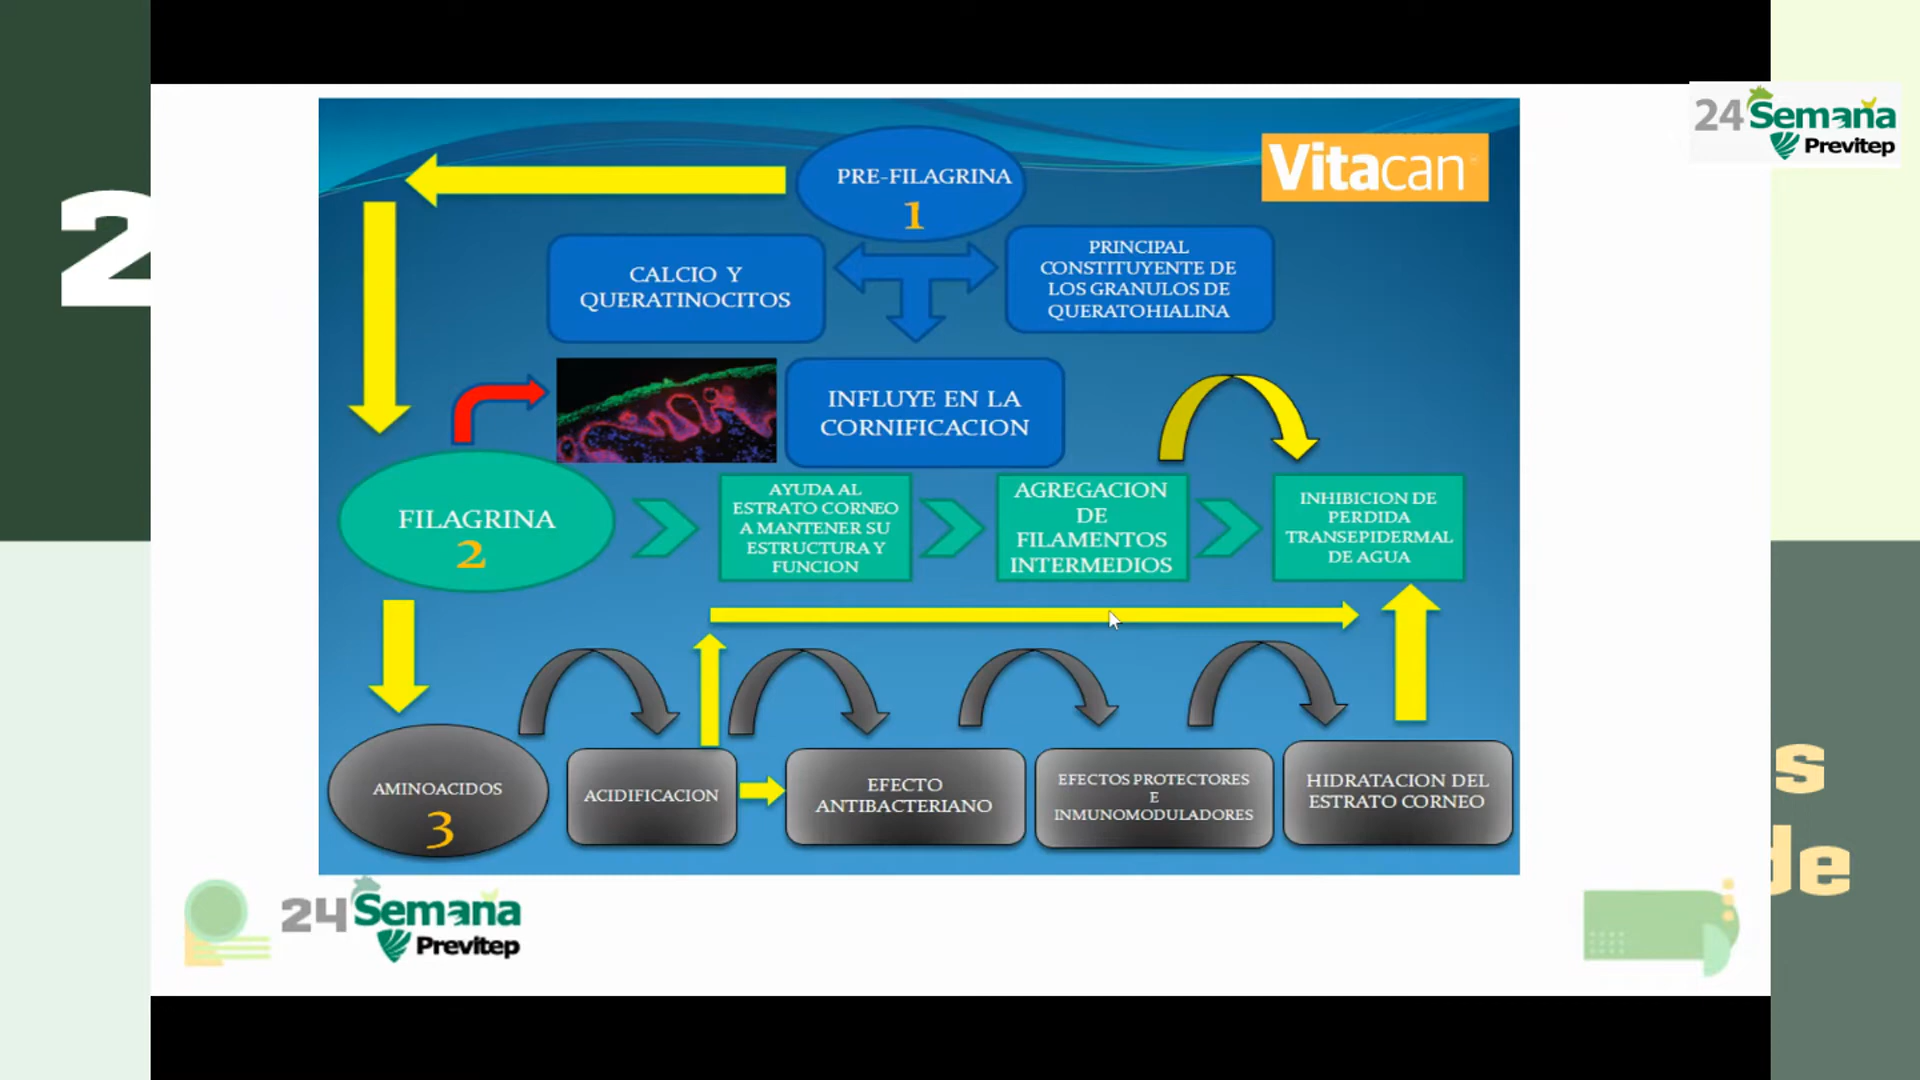 2
24 Semana
Previtep
Vitacan
PRE-FILAGRINA
1
CALCIO Y
QUERATINOCITOS
PRINCIPAL
CONSTITUYENTE DE
LOS GRANULOS DE
QUERATOHIALINA
INFLUYE EN LA
CORNIFICACION
FILAGRINA
2
AYUDA AL
ESTRATO CORNEO
A MANTENER SU
ESTRUCTURA Y
FUNCION
AGREGACION
DE
FILAMENTOS
INTERMEDIOS
INHIBICION DE
PERDIDA
TRANSEPIDERMAL
DE AGUA
AMINOACIDOS
3
ACIDIFICACION
EFECTO
ANTIBACTERIANO
EFECTOS PROTECTORES
E
INMUNOMODULADORES
HIDRATACION DEL
ESTRATO CORNEO
s
de
24 Semana
Previtep